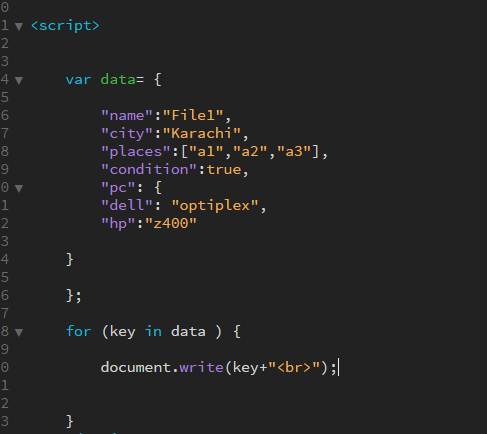 0
1 <script>
2
3
4 var data= {
5
6 "name":"File1",
7 "city":"Karachi",
8 "places":["a1","a2","a3"],
9 "condition":true,
0 "pc": {
1 "dell": "optiplex",
2 "hp":"z400"
3
4 }
5
6 };
7
8 for (key in data ) {
9
0 document.write(key+"<br>");
1
2
3 }